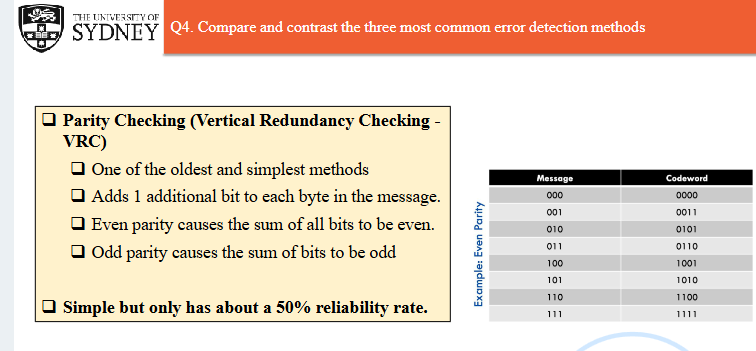 THE UNIVERSITY OF
SYDNEY
Q4. Compare and contrast the three most common error detection methods
Parity Checking (Vertical Redundancy Checking -
VRC)
One of the oldest and simplest methods
Adds 1 additional bit to each byte in the message.
Even parity causes the sum of all bits to be even.
Odd parity causes the sum of bits to be odd
Simple but only has about a 50% reliability rate.
Example: Even Parity
Message Codeword
000 0000
001 0011
010 0101
011 0110
100 1001
101 1010
110 1100
111 1111